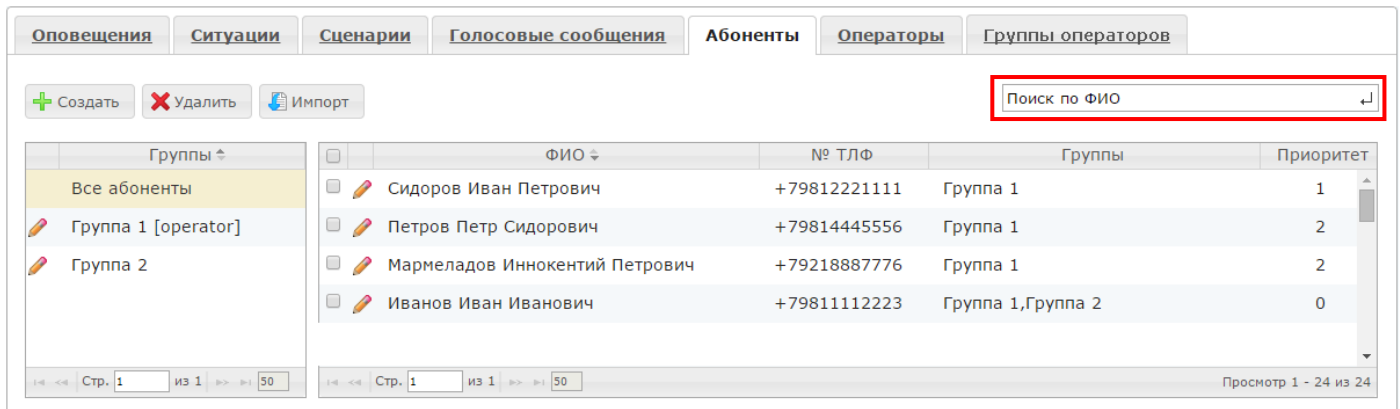 Оповещения Ситуации Сценарии Голосовые сообщения Абоненты Операторы Группы операторов
Создать Удалить Импорт Поиск по ФИО
Группы ФИО № ТЛФ Группы Приоритет
Все абоненты Сидоров Иван Петрович +79812221111 Группа 1 1
Группа 1 [operator] Петров Петр Сидорович +79814445556 Группа 1 2
Группа 2 Мармеладов Иннокентий Петрович +79218887776 Группа 1 2
Иванов Иван Иванович +79811112223 Группа 1,Группа 2 0
Стр. 1 из 1 50 Стр. 1 из 1 50 Просмотр 1 - 24 из 24